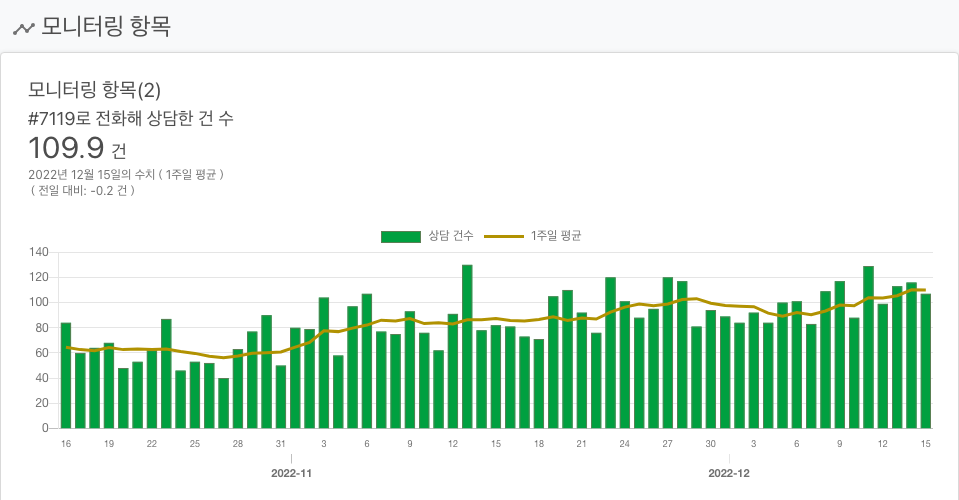 모니터링 항목
모니터링 항목(2)
#7119로 전화해 상담한 건 수
109.9 건
2022년 12월 15일의 수치 ( 1주일 평균 )
( 전일 대비: -0.2 건 )
상담 건수 1주일 평균
140
120
100
80
60
40
20
0
16 19 22 25 28 31 3 6 9 12 15 18 21 24 27 30 3 6 9 12 15
2022-11 2022-12